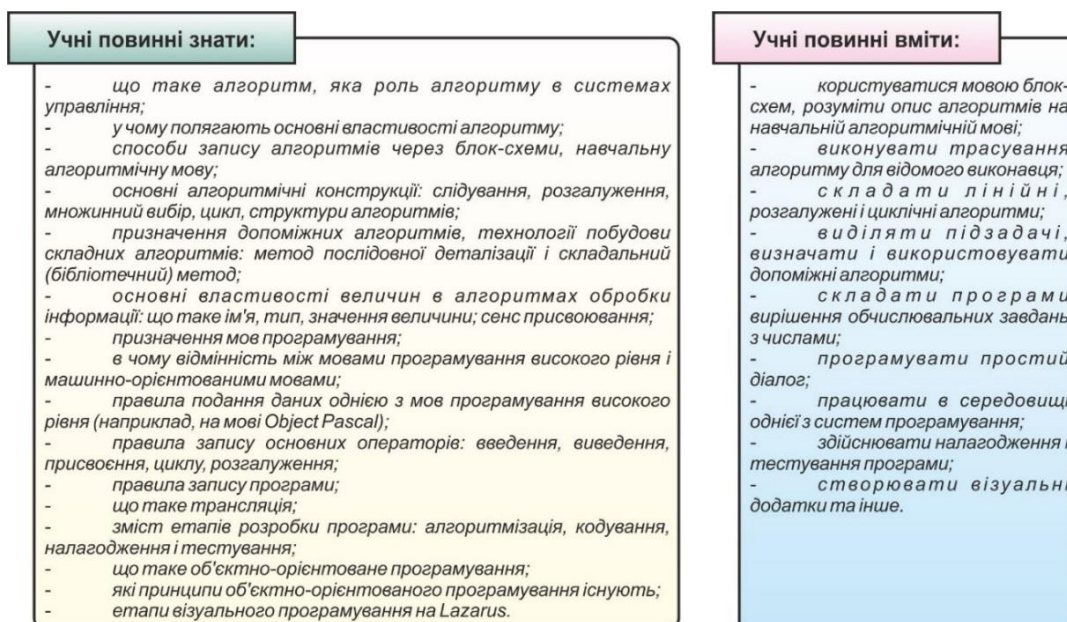 Учні повинні знати:
- що таке алгоритм, яка роль алгоритму в системах
управління;
- у чому полягають основні властивості алгоритму;
- способи запису алгоритмів через блок-схеми, навчальну
алгоритмічну мову;
- основні алгоритмічні конструкції: слідування, розгалуження,
множинний вибір, цикл, структури алгоритмів;
- призначення допоміжних алгоритмів, технології побудови
складних алгоритмів: метод послідовної деталізації і складальний
(бібліотечний) метод;
- основні властивості величин в алгоритмах обробки
інформації: що таке ім'я, тип, значення величини; сенс присвоювання;
- призначення мов програмування;
- в чому відмінність між мовами програмування високого рівня і
машинно-орієнтованими мовами;
- правила подання даних однією з мов програмування високого
рівня (наприклад, на мові Object Pascal);
- правила запису основних операторів: введення, виведення,
присвоєння, циклу, розгалуження;
- правила запису програми;
- що таке трансляція;
- зміст етапів розробки програми: алгоритмізація, кодування,
налагодження і тестування;
- що таке об'єктно-орієнтоване програмування;
- які принципи об'єктно-орієнтованого програмування існують;
- етапи візуального програмування на Lazarus.
Учні повинні вміти:
- користуватися мовою блок-
схем, розуміти опис алгоритмів на
навчальній алгоритмічній мові;
- виконувати трасування
алгоритму для відомого виконавця;
- складати лінійні,
розгалужені і циклічні алгоритми;
- виділяти підзадачі,
визначати і використовувати
допоміжні алгоритми;
- складати програми
вирішення обчислювальних завдань
з числами;
- програмувати простий
діалог;
- працювати в середовищі
однієї з систем програмування;
- здійснювати налагодження і
тестування програми;
- створювати візуальні
додатки та інше.